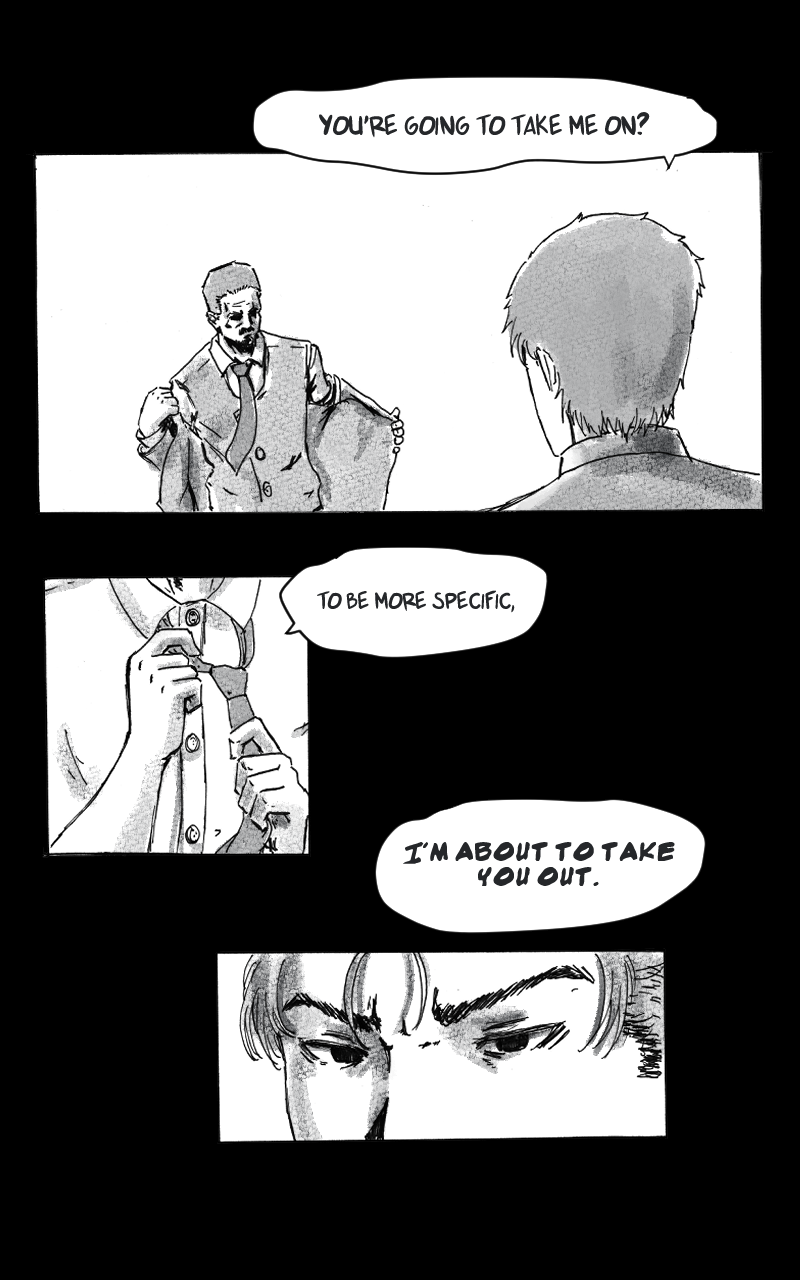 YOU'RE GOING TO TAKE ME ON?
TO BE MORE SPECIFIC,
I'M ABOUT TO TAKE
YOU OUT.